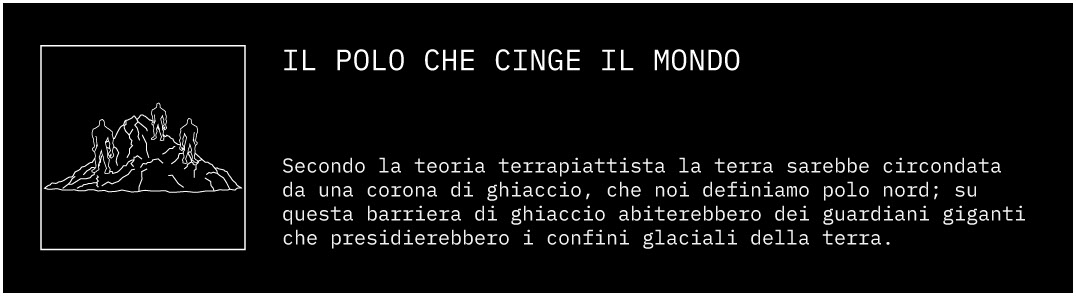 IL POLO CHE CINGE IL MONDO
Secondo la teoria terrapiattista la terra sarebbe circondata
da una corona di ghiaccio, che noi definiamo polo nord; su
questa barriera di ghiaccio abiterebbero dei guardiani giganti
che presidierebbero i confini glaciali della terra.